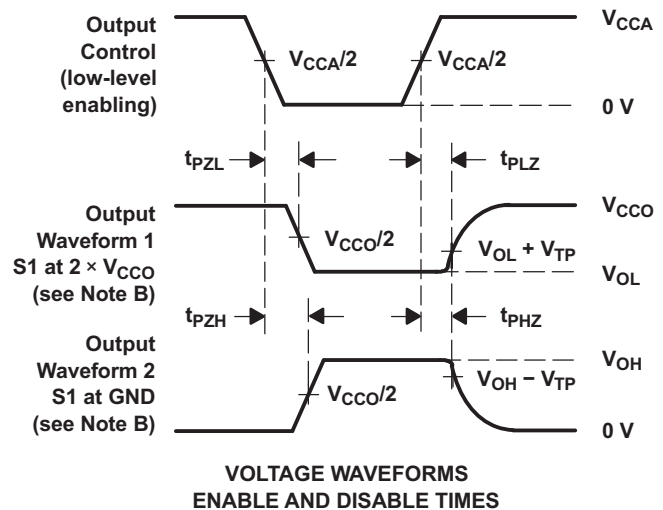 Output
Control
(low-level
enabling)
V_CCA/2
V_CCA/2
V_CCA
0 V
t_PZL
t_PLZ
Output
Waveform 1
S1 at 2 × V_CCO
(see Note B)
V_CCO/2
V_OL + V_TP
V_CCO
V_OL
t_PZH
t_PHZ
Output
Waveform 2
S1 at GND
(see Note B)
V_CCO/2
V_OH − V_TP
V_OH
0 V
VOLTAGE WAVEFORMS
ENABLE AND DISABLE TIMES